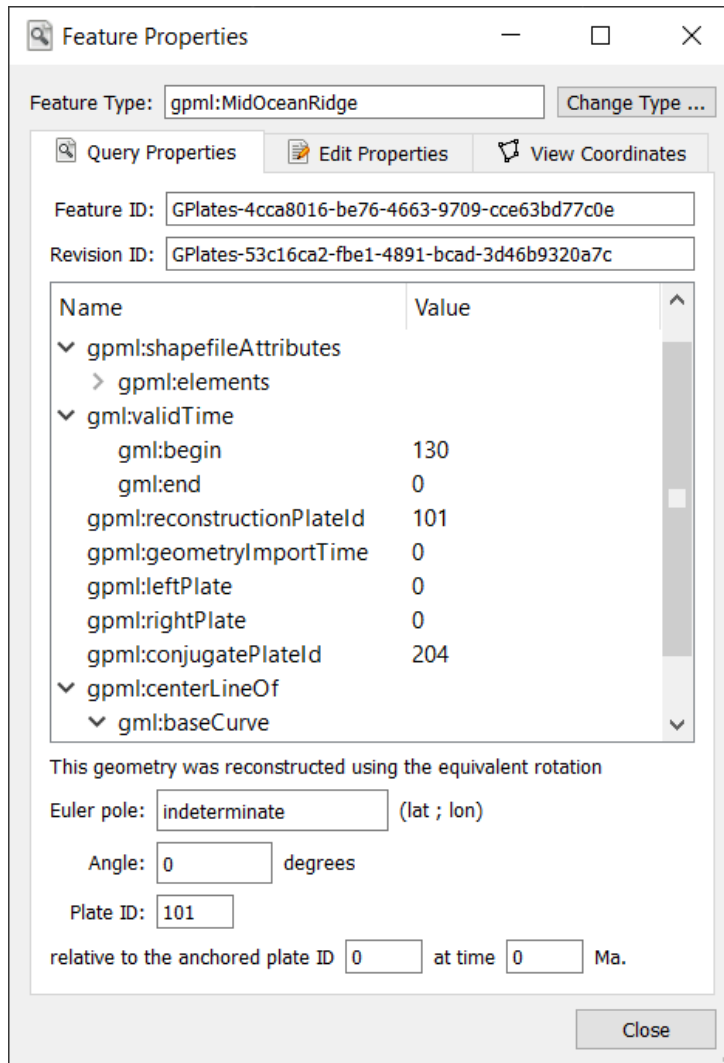 Feature Properties
Feature Type: gpml:MidOceanRidge Change Type ...
Query Properties Edit Properties View Coordinates
Feature ID: GPlates-4cca8016-be76-4663-9709-cce63bd77c0e
Revision ID: GPlates-53c16ca2-fbe1-4891-bcad-3d46b9320a7c
Name Value
gpml:shapefileAttributes
gpml:elements
gml:validTime
gml:begin 130
gml:end 0
gpml:reconstructionPlateId 101
gpml:geometryImportTime 0
gpml:leftPlate 0
gpml:rightPlate 0
gpml:conjugatePlateId 204
gpml:centerLineOf
gml:baseCurve
This geometry was reconstructed using the equivalent rotation
Euler pole: indeterminate (lat ; lon)
Angle: 0 degrees
Plate ID: 101
relative to the anchored plate ID 0 at time 0 Ma.
Close